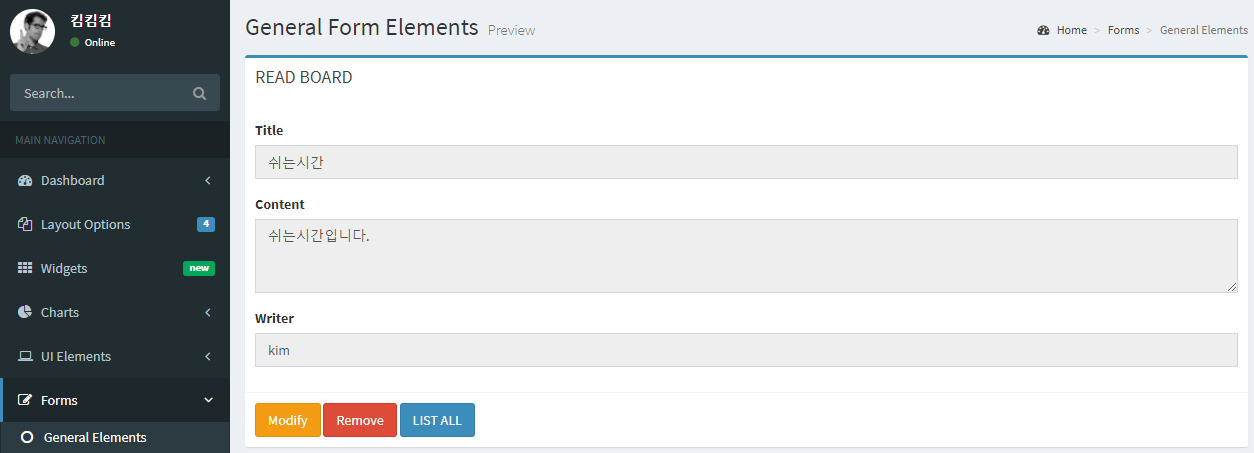 킴킴킴
Online
Search...
MAIN NAVIGATION
Dashboard
Layout Options 4
Widgets new
Charts
UI Elements
Forms
General Elements
General Form Elements Preview
Home > Forms > General Elements
READ BOARD
Title
쉬는시간
Content
쉬는시간입니다.
Writer
kim
Modify Remove LIST ALL